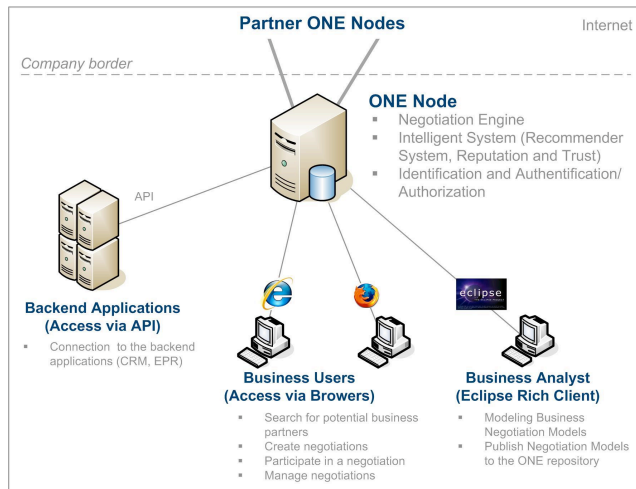 Partner ONE Nodes
Internet
Company border
ONE Node
Negotiation Engine
Intelligent System (Recommender
System, Reputation and Trust)
Identification and Authentification/
Authorization
API
eclipse
Backend Applications
(Access via API)
Connection to the backend
applications (CRM, EPR)
Business Users
(Access via Browers)
Search for potential business
partners
Create negotiations
Participate in a negotiation
Manage negotiations
Business Analyst
(Eclipse Rich Client)
Modeling Business
Negotiation Models
Publish Negotiation Models
to the ONE repository